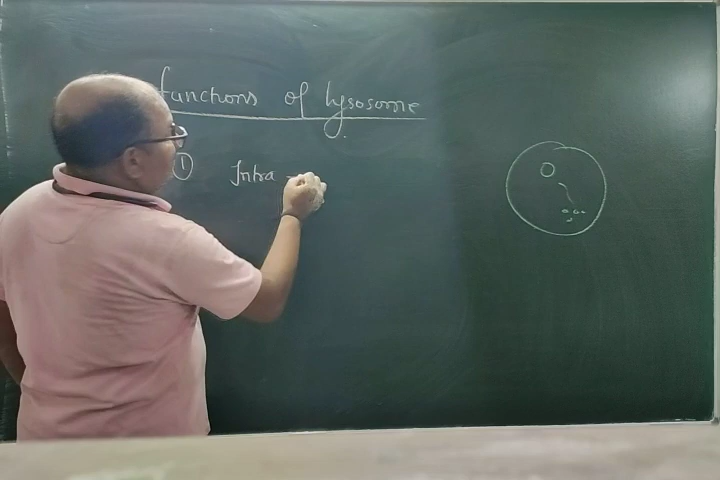 functions of lysosome
① Intra -